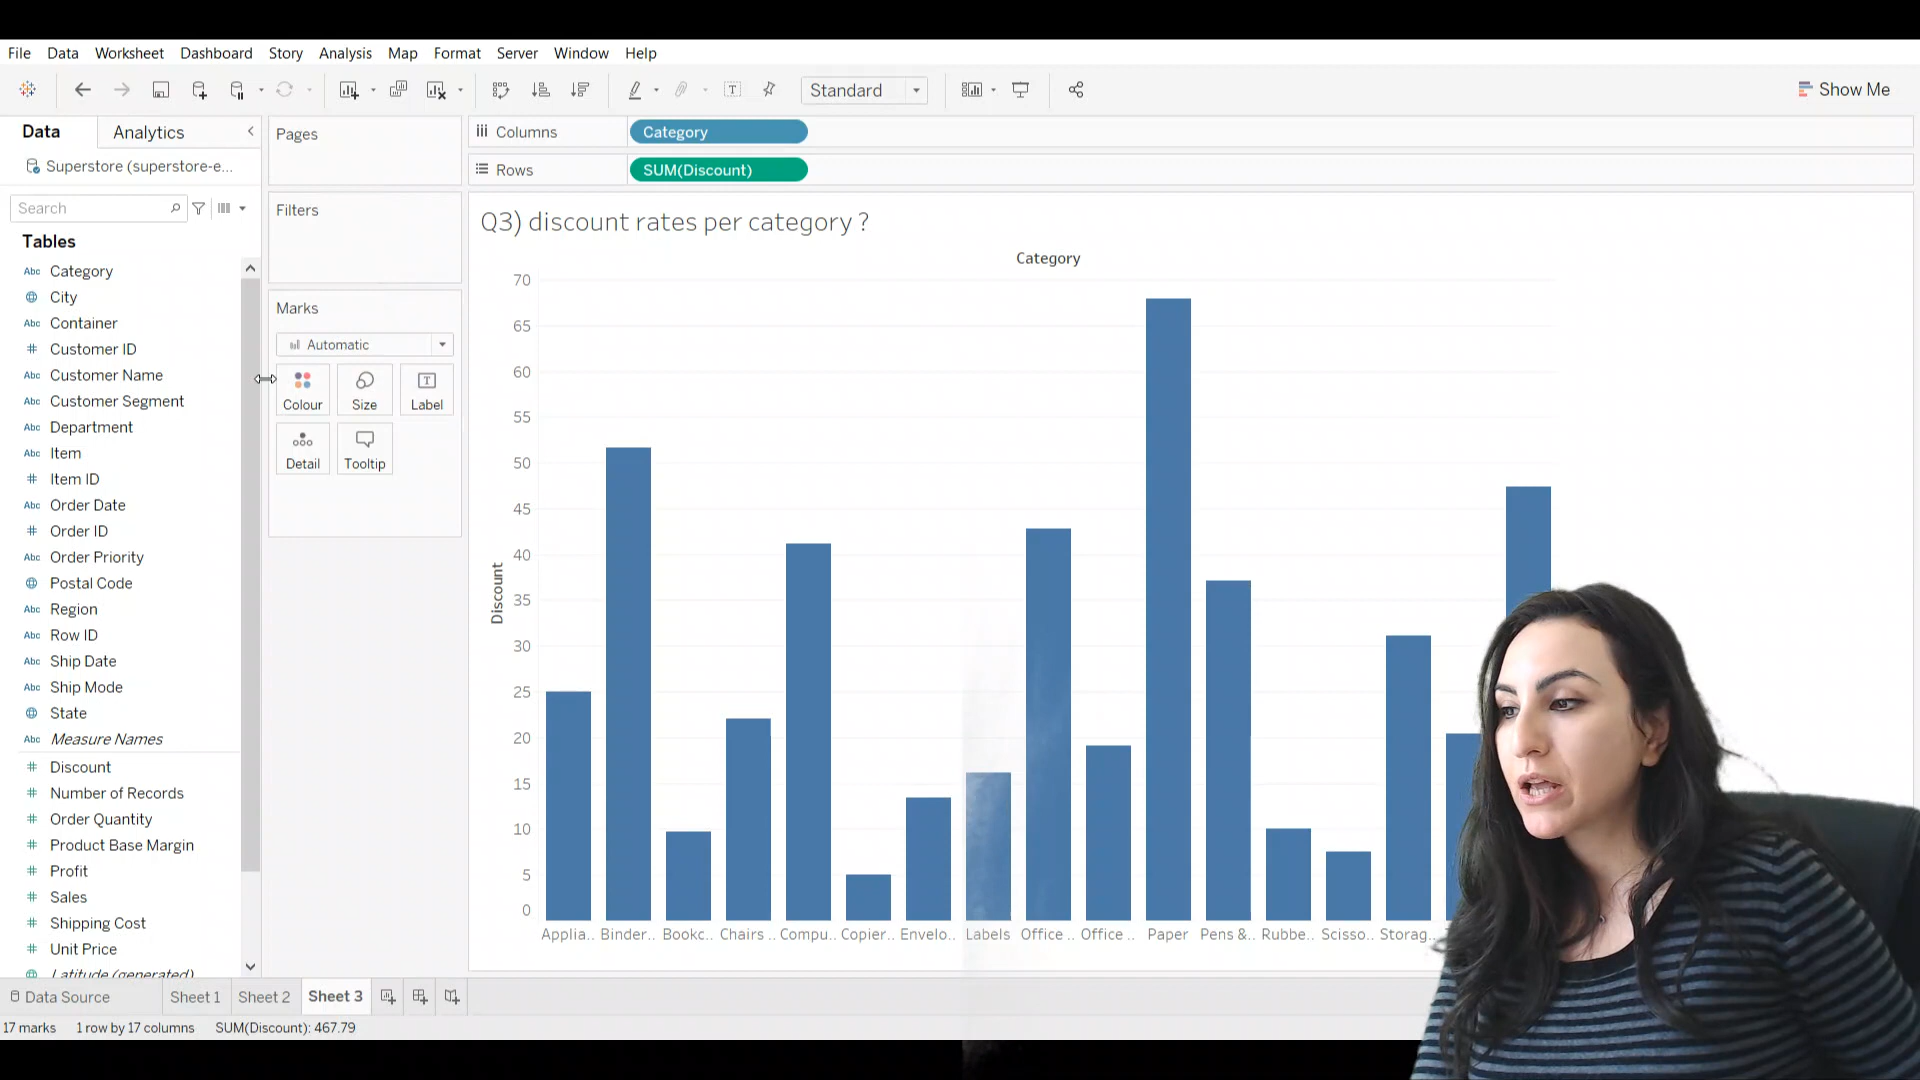 File Data Worksheet Dashboard Story Analysis Map Format Server Window Help
Standard
Show Me
Data Analytics
Superstore (superstore-e...
Search
Tables
Category
City
Container
Customer ID
Customer Name
Customer Segment
Department
Item
Item ID
Order Date
Order ID
Order Priority
Postal Code
Region
Row ID
Ship Date
Ship Mode
State
Measure Names
Discount
Number of Records
Order Quantity
Product Base Margin
Profit
Sales
Shipping Cost
Unit Price
Latitude (generated)
Pages
Filters
Marks
Automatic
Colour Size Label
Detail Tooltip
Columns Category
Rows SUM(Discount)
Q3) discount rates per category ?
Category
70
65
60
55
50
45
40
35
30
25
20
15
10
5
0
Discount
Applia.. Binder.. Bookc.. Chairs .. Compu.. Copier.. Envelo.. Labels Office .. Office .. Paper Pens &.. Rubbe.. Scisso.. Storag..
Data Source Sheet 1 Sheet 2 Sheet 3
17 marks 1 row by 17 columns SUM(Discount): 467.79